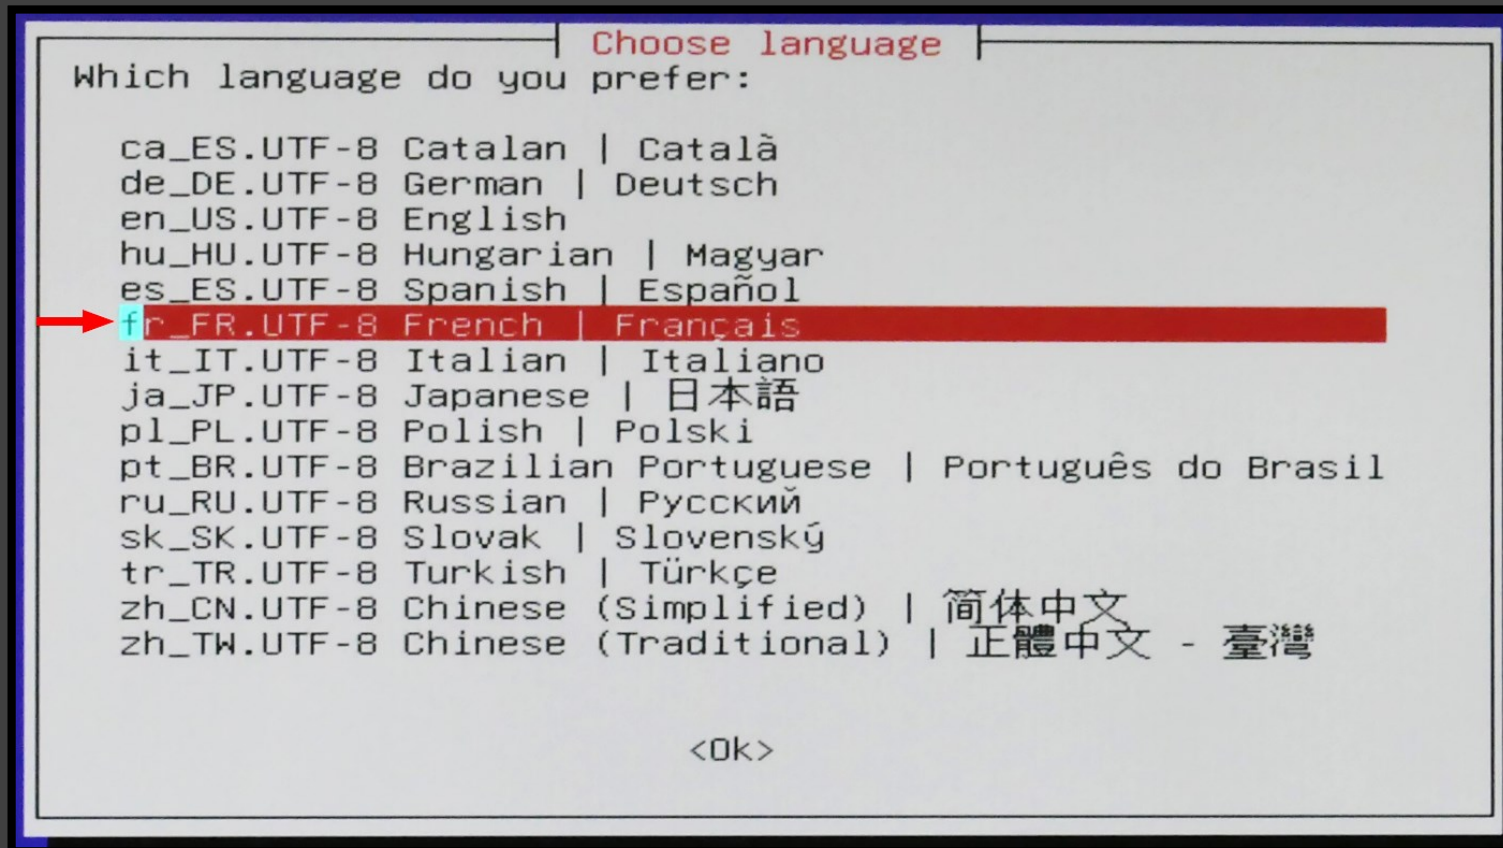 Choose language
Which language do you prefer:
ca_ES.UTF-8 Catalan | Català
de_DE.UTF-8 German | Deutsch
en_US.UTF-8 English
hu_HU.UTF-8 Hungarian | Magyar
es_ES.UTF-8 Spanish | Español
fr_FR.UTF-8 French | Français
it_IT.UTF-8 Italian | Italiano
ja_JP.UTF-8 Japanese | 日本語
pl_PL.UTF-8 Polish | Polski
pt_BR.UTF-8 Brazilian Portuguese | Português do Brasil
ru_RU.UTF-8 Russian | Русский
sk_SK.UTF-8 Slovak | Slovenský
tr_TR.UTF-8 Turkish | Türkçe
zh_CN.UTF-8 Chinese (Simplified) | 简体中文
zh_TW.UTF-8 Chinese (Traditional) | 正體中文 - 臺灣
<Ok>